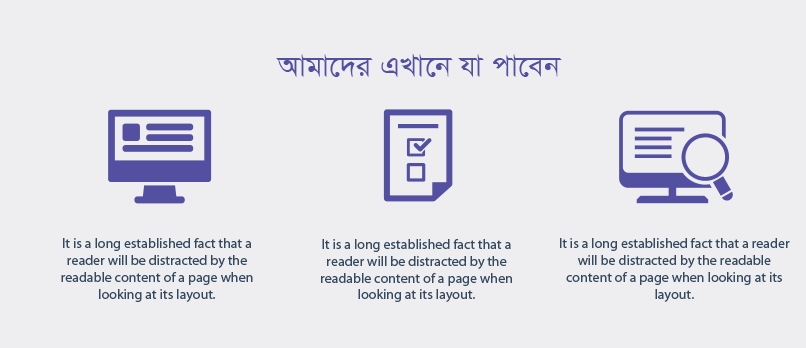 আমাদের এখানে যা পাবেন
It is a long established fact that a
reader will be distracted by the
readable content of a page when
looking at its layout.
It is a long established fact that a
reader will be distracted by the
readable content of a page when
looking at its layout.
It is a long established fact that a reader
will be distracted by the readable
content of a page when looking at its
layout.